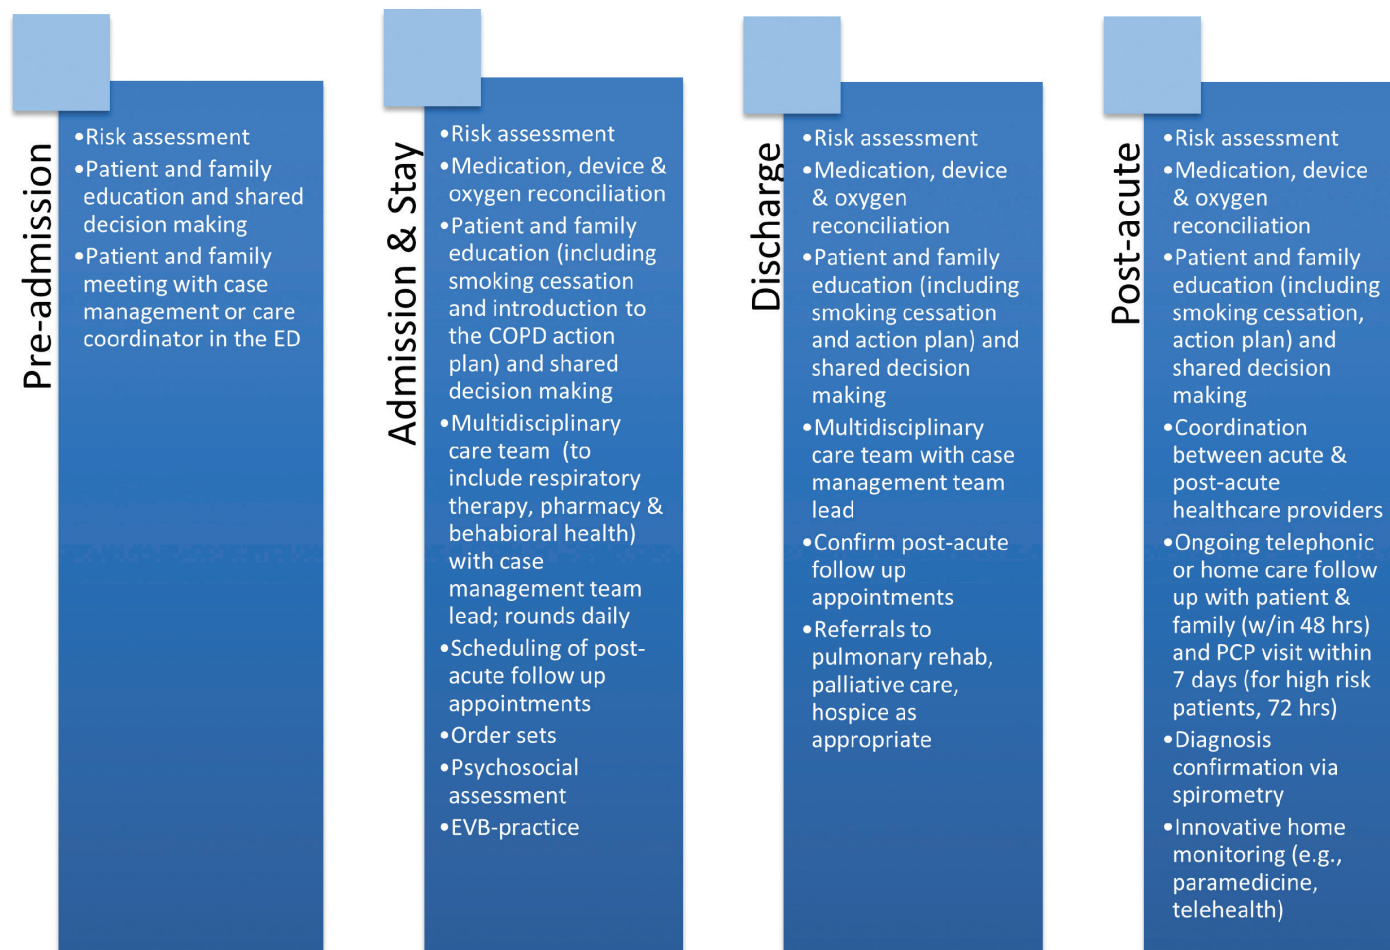 Pre-admission
•Risk assessment
•Patient and family
education and shared
decision making
•Patient and family
meeting with case
management or care
coordinator in the ED
Admission & Stay
•Risk assessment
•Medication, device &
oxygen reconciliation
•Patient and family
education (including
smoking cessation
and introduction to
the COPD action
plan) and shared
decision making
•Multidisciplinary
care team (to
include respiratory
therapy, pharmacy &
behabioral health)
with case
management team
lead; rounds daily
•Scheduling of post-
acute follow up
appointments
•Order sets
•Psychosocial
assessment
•EVB-practice
Discharge
•Risk assessment
•Medication, device
& oxygen
reconciliation
•Patient and family
education (including
smoking cessation
and action plan) and
shared decision
making
•Multidisciplinary
care team with case
management team
lead
•Confirm post-acute
follow up
appointments
•Referrals to
pulmonary rehab,
palliative care,
hospice as
appropriate
Post-acute
•Risk assessment
•Medication, device
& oxygen
reconciliation
•Patient and family
education (including
smoking cessation,
action plan) and
shared decision
making
•Coordination
between acute &
post-acute
healthcare providers
•Ongoing telephonic
or home care follow
up with patient &
family (w/in 48 hrs)
and PCP visit within
7 days (for high risk
patients, 72 hrs)
•Diagnosis
confirmation via
spirometry
•Innovative home
monitoring (e.g.,
paramedicine,
telehealth)